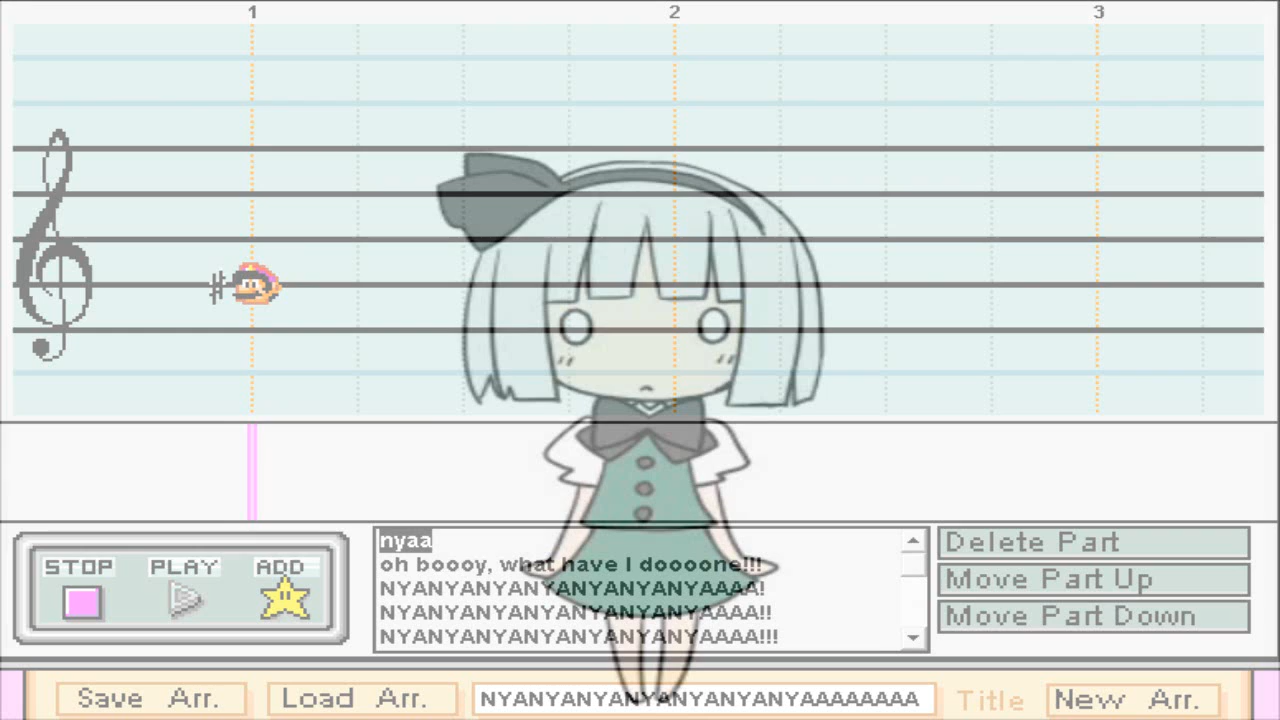 1 2 3
STOP PLAY ADD
nyaa
oh boooy, what have I doooone!!!
NYANYANYANYANYANYANYAAAA!
NYANYANYANYANYANYANYAAAA!!
NYANYANYANYANYANYANYAAAA!!!
Delete Part
Move Part Up
Move Part Down
Save Arr. Load Arr. NYANYANYANYANYANYANYAAAAAAAA Title New Arr.